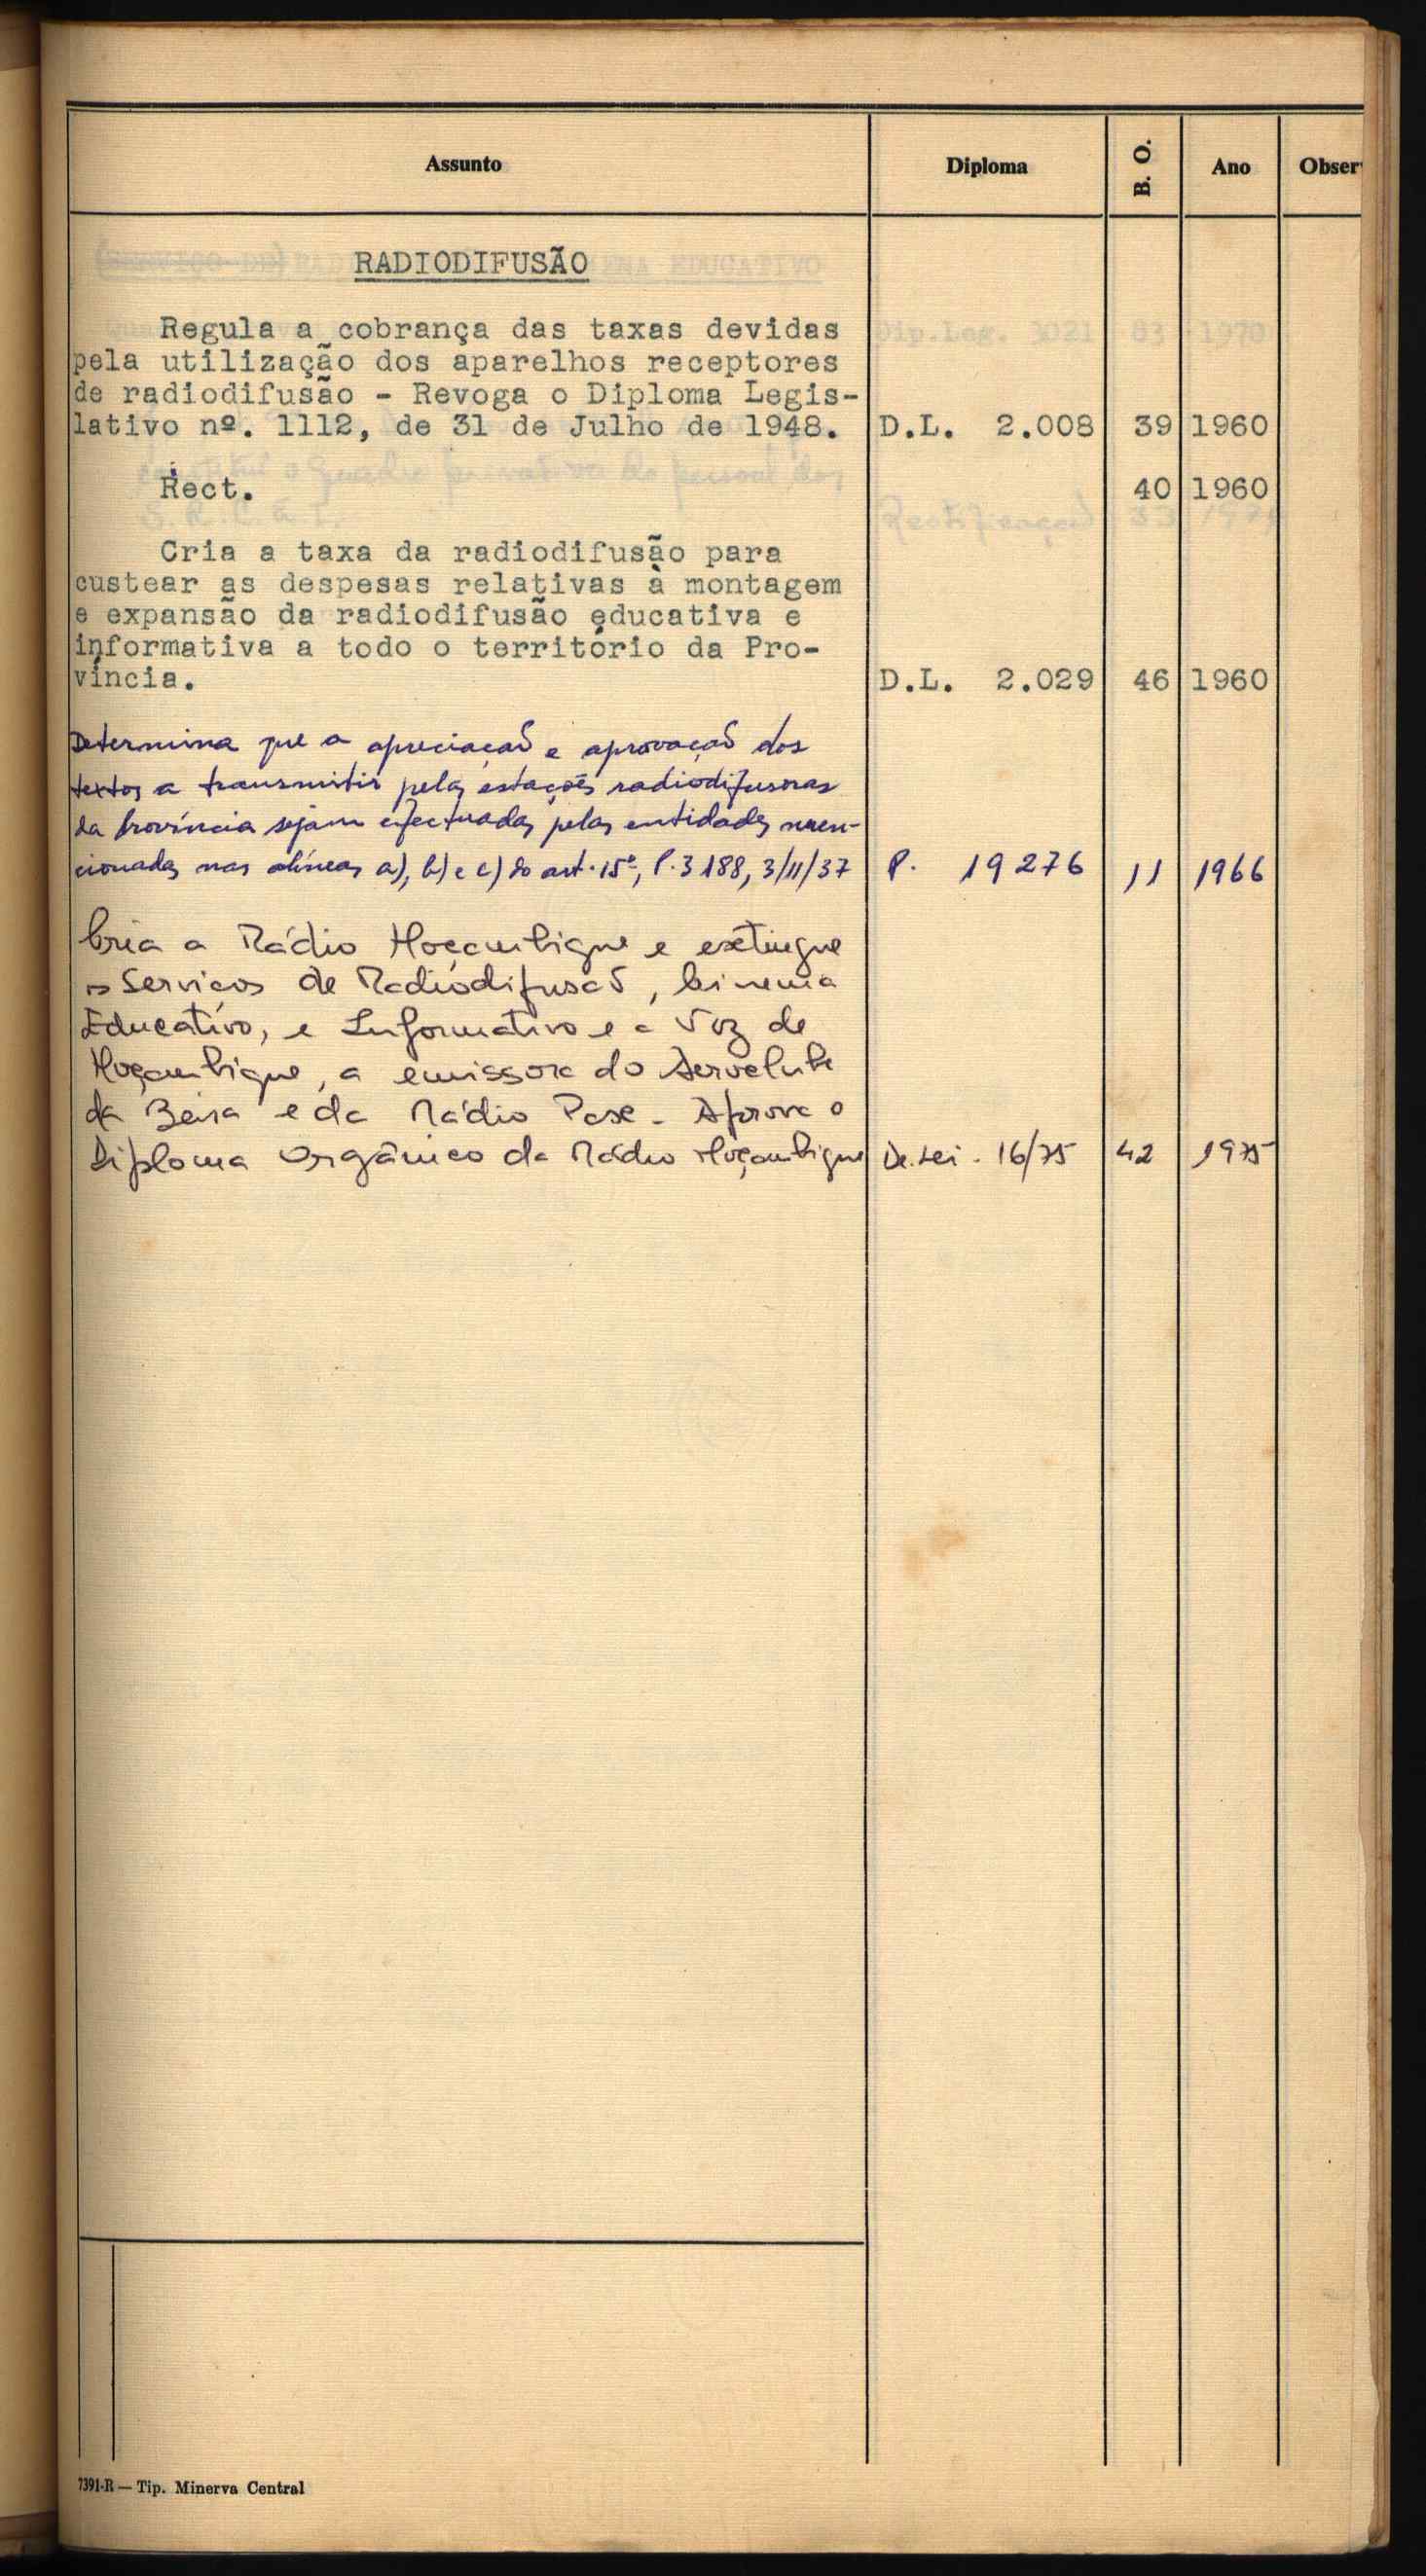 Assunto Diploma B. O. Ano Obser
RADIODIFUSÃO
Regula a cobrança das taxas devidas
pela utilização dos aparelhos receptores
de radiodifusão - Revoga o Diploma Legis-
lativo nº. 1112, de 31 de Julho de 1948. D.L. 2.008 39 1960
Rect. 40 1960
Cria a taxa da radiodifusão para
custear as despesas relativas à montagem
e expansão da radiodifusão educativa e
informativa a todo o território da Pro-
víncia. D.L. 2.029 46 1960
Determina que a apreciação e aprovação dos
textos a transmitir pelas estações radiodifusoras
da Província sejam efectuadas pelas entidades men-
cionadas nas alíneas a), b) e c) do art. 15º, P. 3188, 3/11/37 P. 19276 11 1966
Cria a Rádio Moçambique e extingue
os Serviços de Radiodifusão, Cinema
Educativo, e Informativo e a Voz de
Moçambique, a emissora do Aeroclube
da Beira e da Rádio Pax - Aprova o
Diploma Orgânico da Rádio Moçambique De. Lei. 16/75 42 1975
7391-R — Tip. Minerva Central